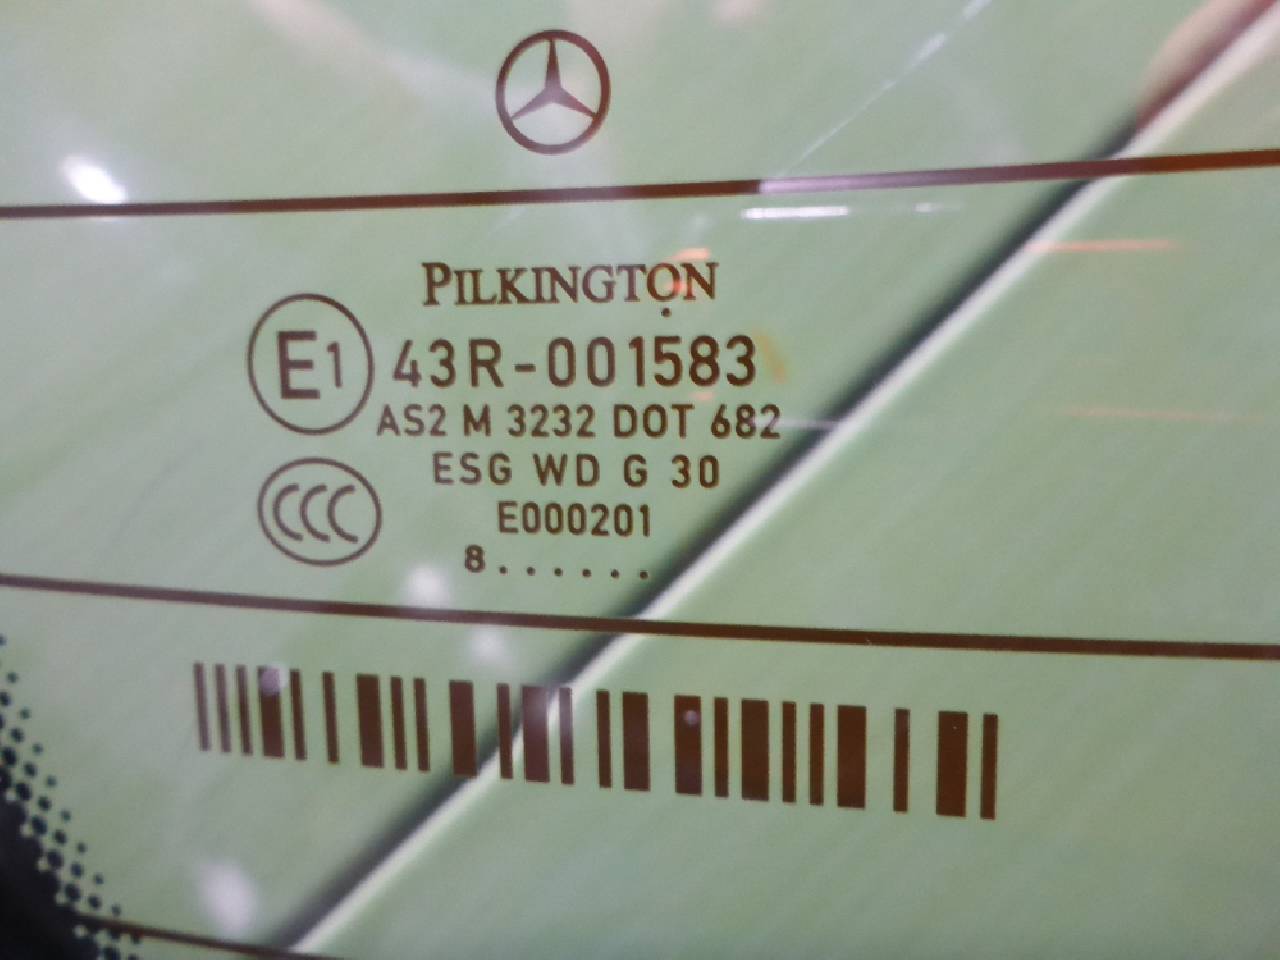 PILKINGTON
E1 43R-001583
AS2 M 3232 DOT 682
ESG WD G 30
CCC
E000201
8......